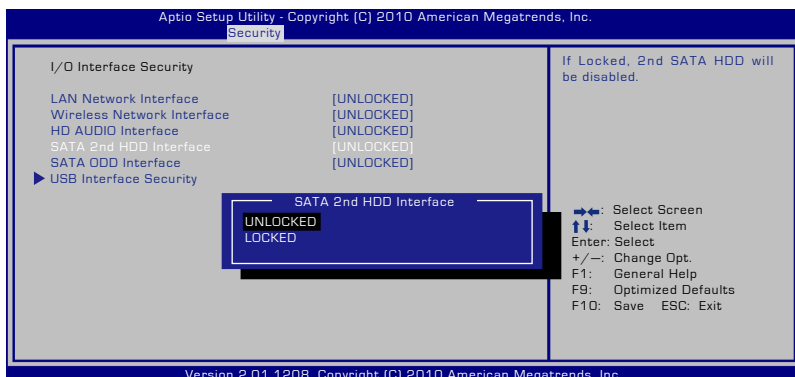 Aptio Setup Utility - Copyright (C) 2010 American Megatrends, Inc.
Security
I/O Interface Security
LAN Network Interface [UNLOCKED]
Wireless Network Interface [UNLOCKED]
HD AUDIO Interface [UNLOCKED]
SATA 2nd HDD Interface [UNLOCKED]
SATA ODD Interface [UNLOCKED]
USB Interface Security
SATA 2nd HDD Interface
UNLOCKED
LOCKED
If Locked, 2nd SATA HDD will
be disabled.
: Select Screen
: Select Item
Enter: Select
+/—: Change Opt.
F1: General Help
F9: Optimized Defaults
F10: Save ESC: Exit
Version 2.01.1208. Copyright (C) 2010 American Megatrends, Inc.